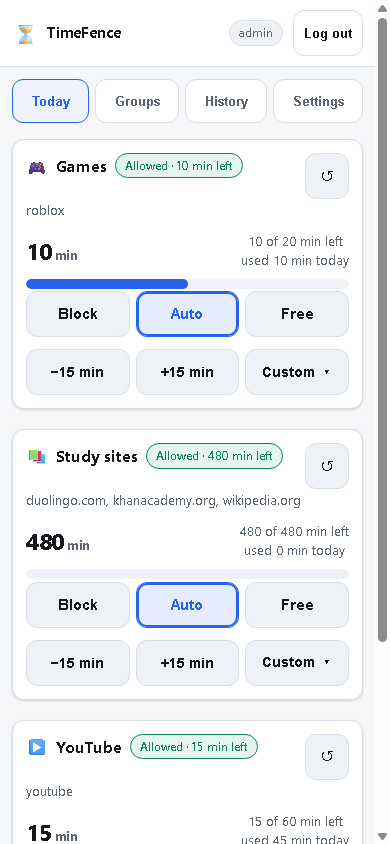 TimeFence
admin
Log out
Today
Groups
History
Settings
Games
Allowed · 10 min left
roblox
10 min
10 of 20 min left
used 10 min today
Block
Auto
Free
−15 min
+15 min
Custom
Study sites
Allowed · 480 min left
duolingo.com, khanacademy.org, wikipedia.org
480 min
480 of 480 min left
used 0 min today
Block
Auto
Free
−15 min
+15 min
Custom
YouTube
Allowed · 15 min left
youtube
15 min
15 of 60 min left
used 45 min today